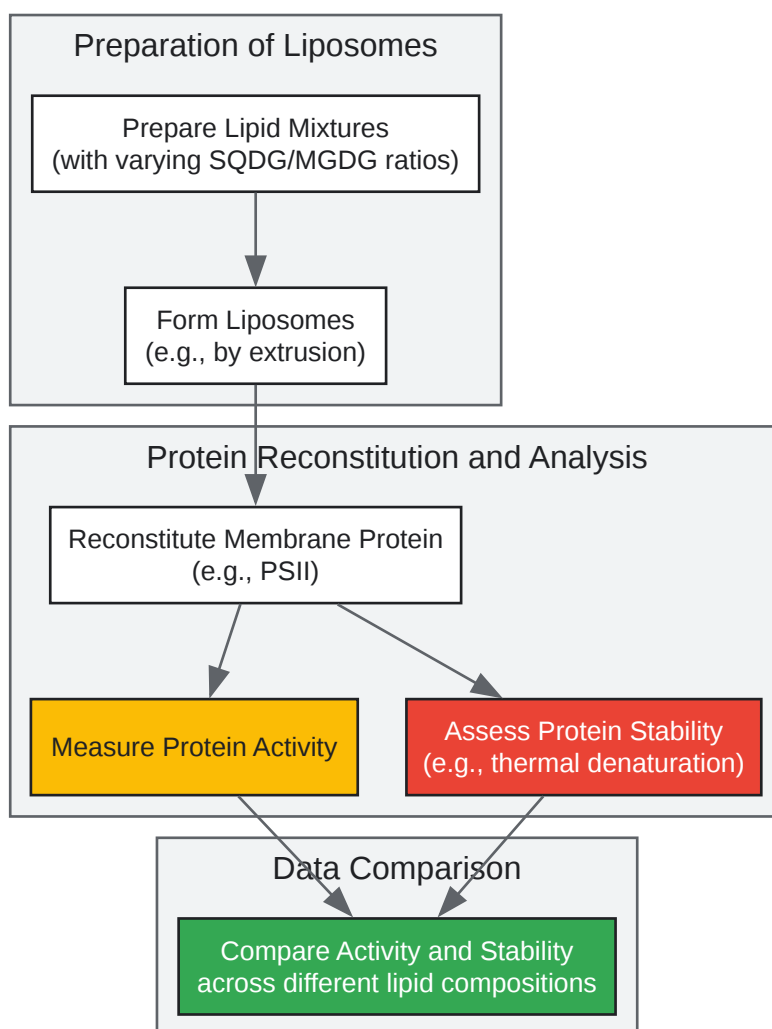 Preparation of Liposomes
Prepare Lipid Mixtures
(with varying SQDG/MGDG ratios)
Form Liposomes
(e.g., by extrusion)
Protein Reconstitution and Analysis
Reconstitute Membrane Protein
(e.g., PSII)
Measure Protein Activity
Assess Protein Stability
(e.g., thermal denaturation)
Data Comparison
Compare Activity and Stability
across different lipid compositions